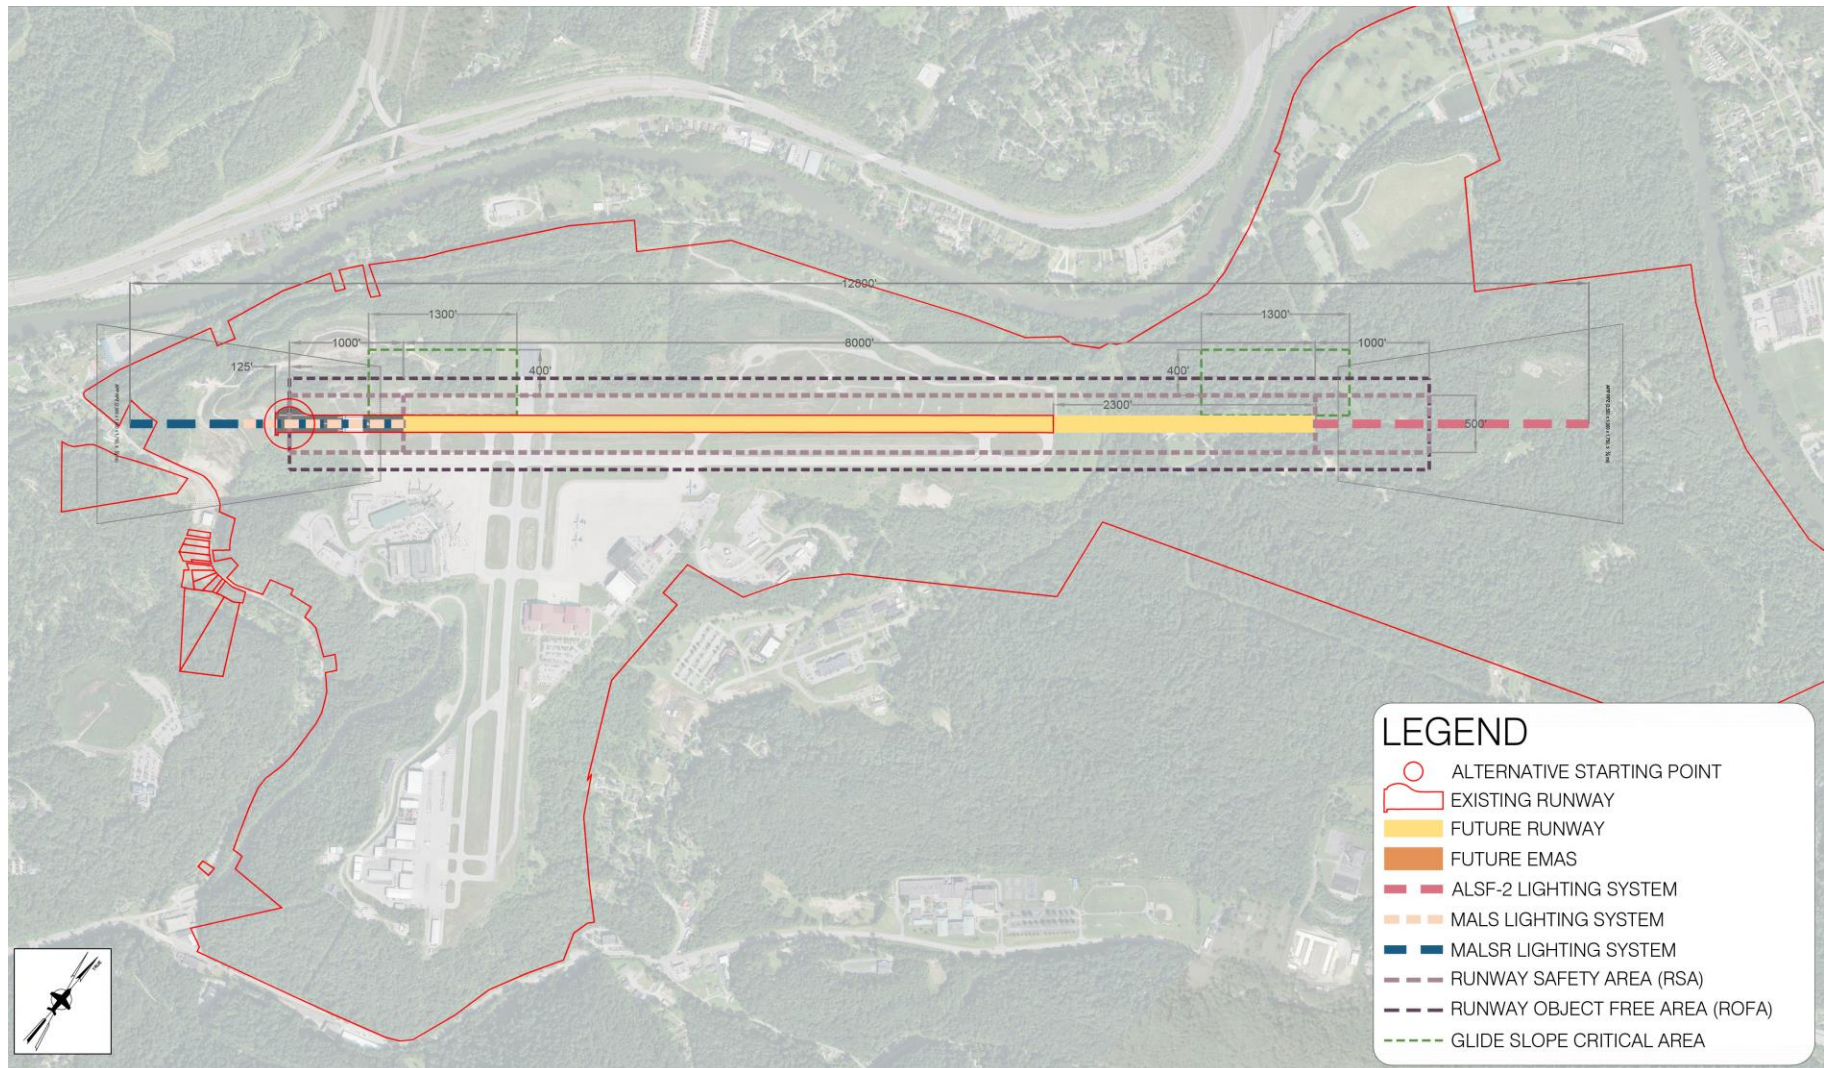 12800'
1300'
1300'
1000'
8000'
1000'
125'
400'
400'
2300'
500'
LEGEND
ALTERNATIVE STARTING POINT
EXISTING RUNWAY
FUTURE RUNWAY
FUTURE EMAS
ALSF-2 LIGHTING SYSTEM
MALS LIGHTING SYSTEM
MALSR LIGHTING SYSTEM
RUNWAY SAFETY AREA (RSA)
RUNWAY OBJECT FREE AREA (ROFA)
GLIDE SLOPE CRITICAL AREA